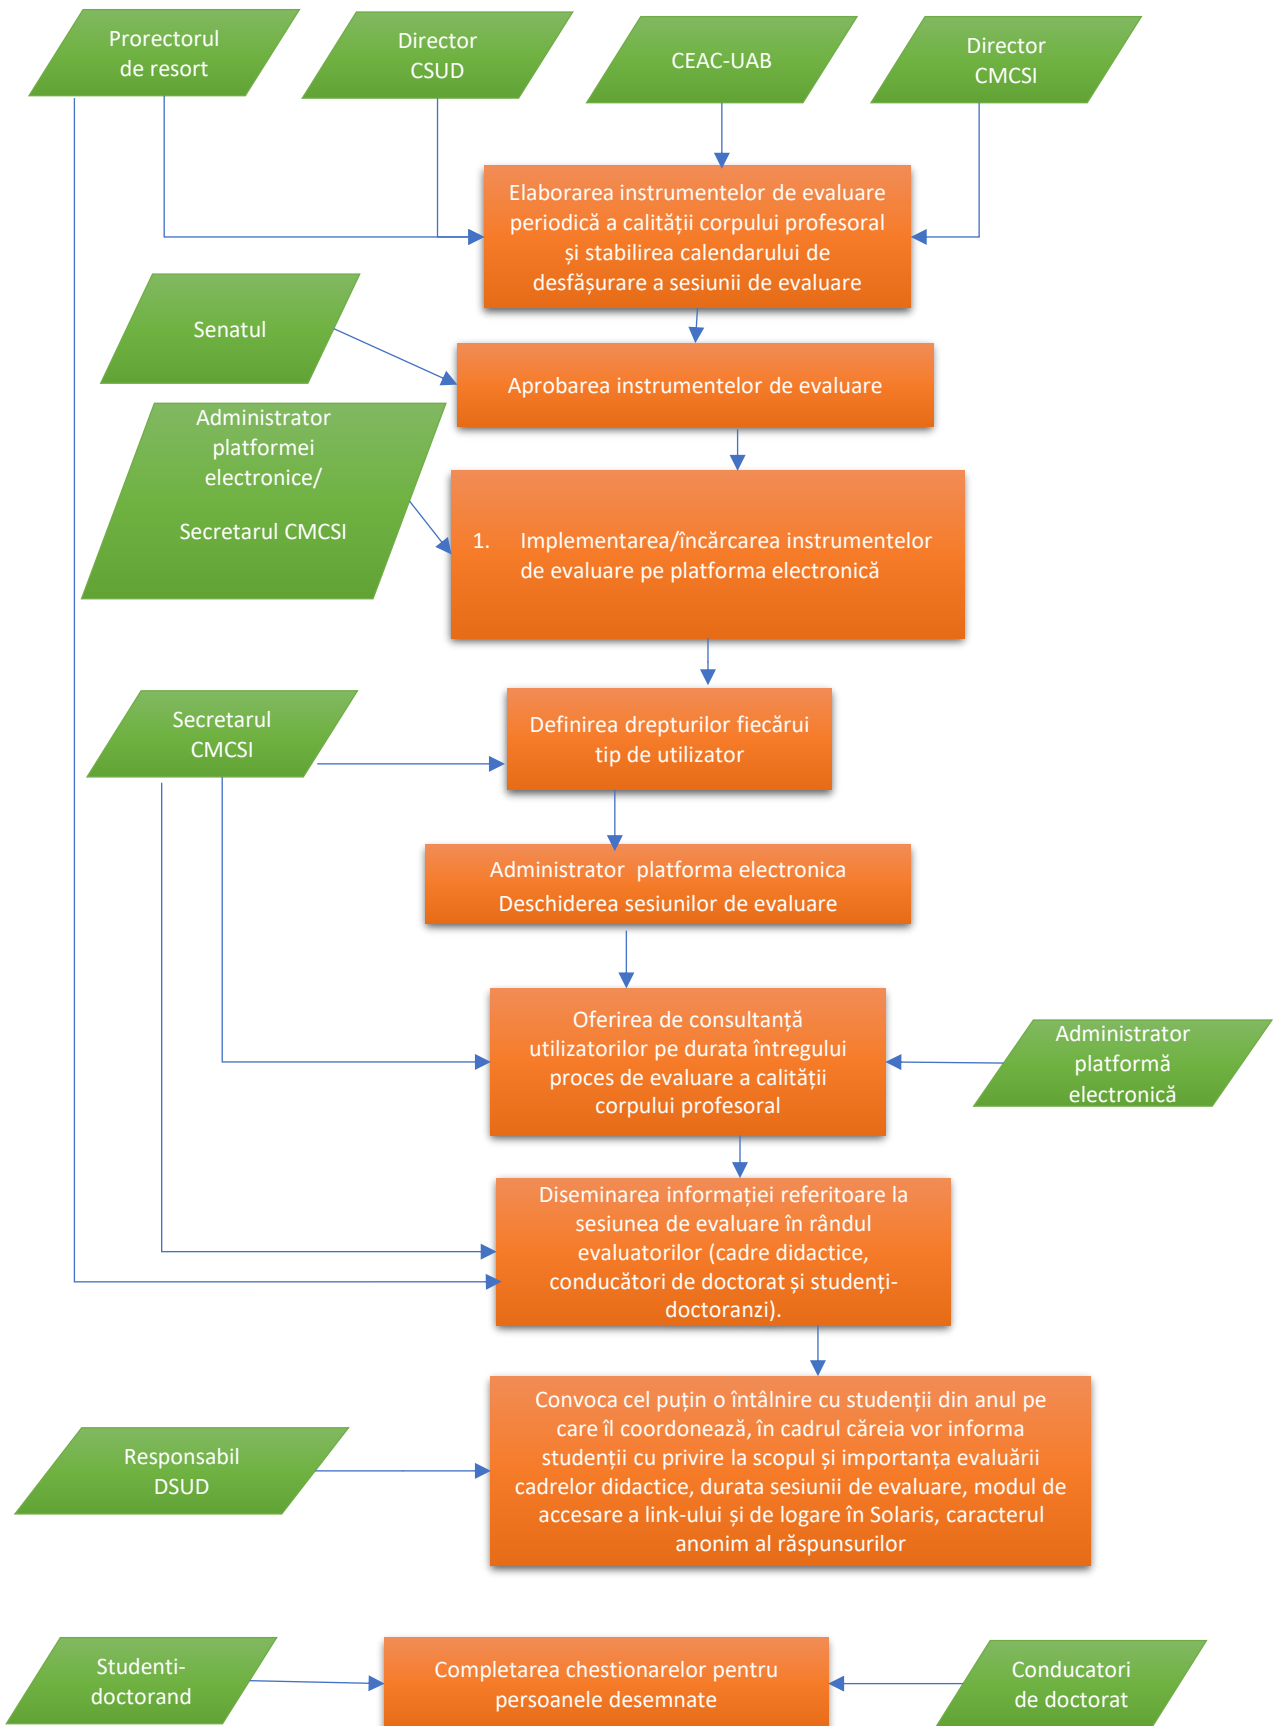 Prorectorul
de resort
Director
CSUD
CEAC-UAB
Director
CMCSI
Elaborarea instrumentelor de evaluare
periodică a calității corpului profesoral
și stabilirea calendarului de
desfășurare a sesiunii de evaluare
Senatul
Aprobarea instrumentelor de evaluare
Administrator
platformei
electronice/
Secretarul CMCSI
1. Implementarea/încărcarea instrumentelor
de evaluare pe platforma electronică
Secretarul
CMCSI
Definirea drepturilor fiecărui
tip de utilizator
Administrator platforma electronica
Deschiderea sesiunilor de evaluare
Oferirea de consultanță
utilizatorilor pe durata întregului
proces de evaluare a calității
corpului profesoral
Administrator
platformă
electronică
Diseminarea informației referitoare la
sesiunea de evaluare în rândul
evaluatorilor (cadre didactice,
conducători de doctorat și studenți-
doctoranzi).
Convoca cel puțin o întâlnire cu studenții din anul pe
care îl coordonează, în cadrul căreia vor informa
studenții cu privire la scopul și importanța evaluării
cadrelor didactice, durata sesiunii de evaluare, modul de
accesare a link-ului și de logare în Solaris, caracterul
anonim al răspunsurilor
Responsabil
DSUD
Studenti-
doctorand
Completarea chestionarelor pentru
persoanele desemnate
Conducatori
de doctorat